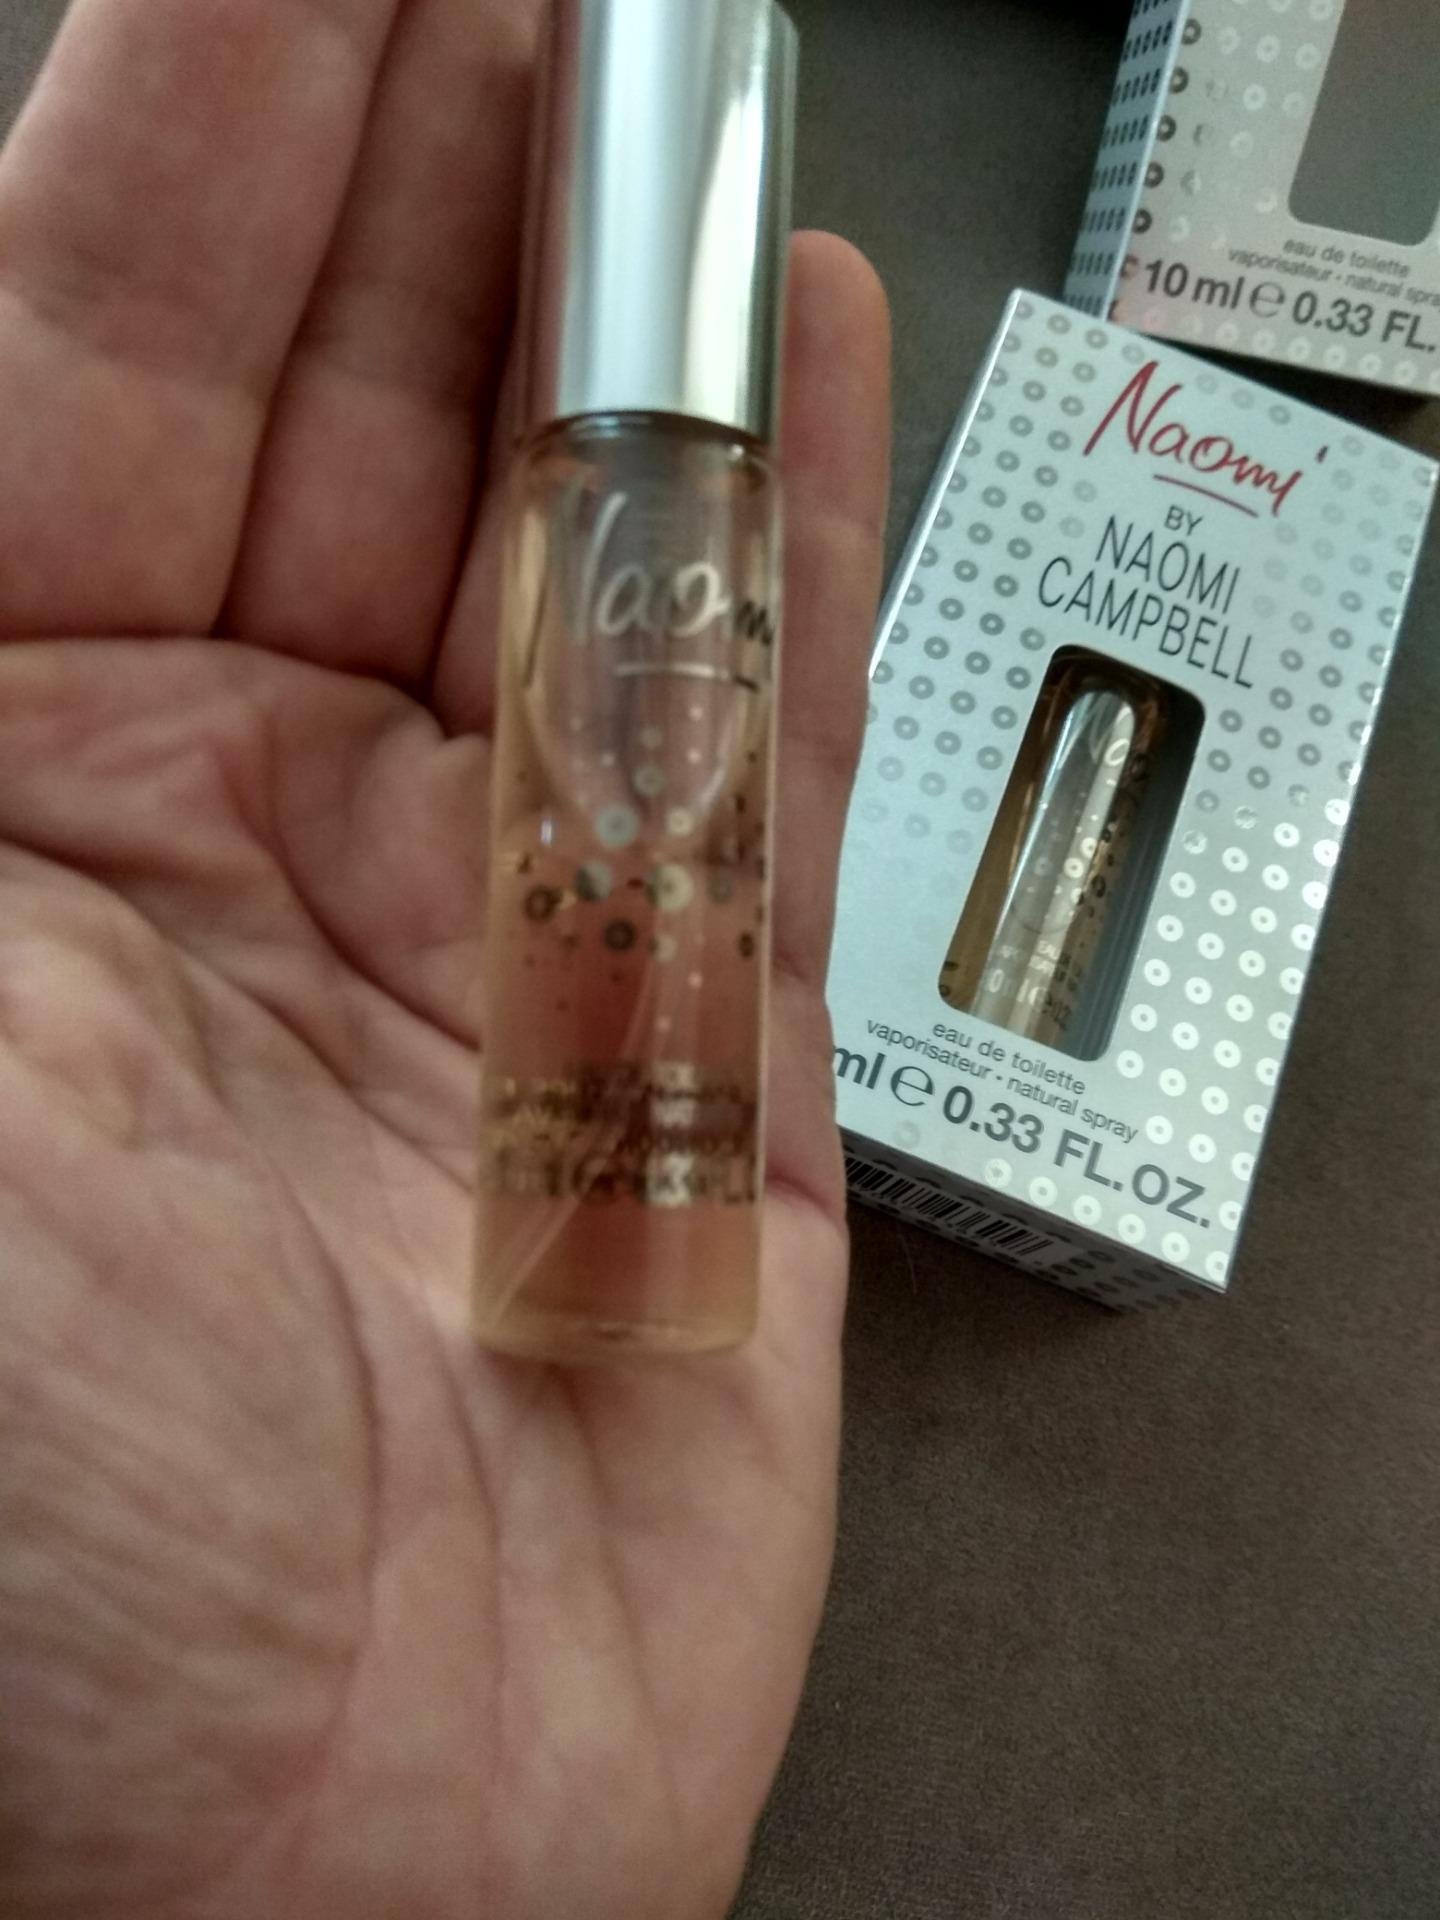 Naomi
eau de toilette
vaporisateur • natural spray
10 ml ℮ 0.33 FL.
Naomi
BY
NAOMI
CAMPBELL
eau de toilette
vaporisateur • natural spray
ml ℮ 0.33 FL. OZ.